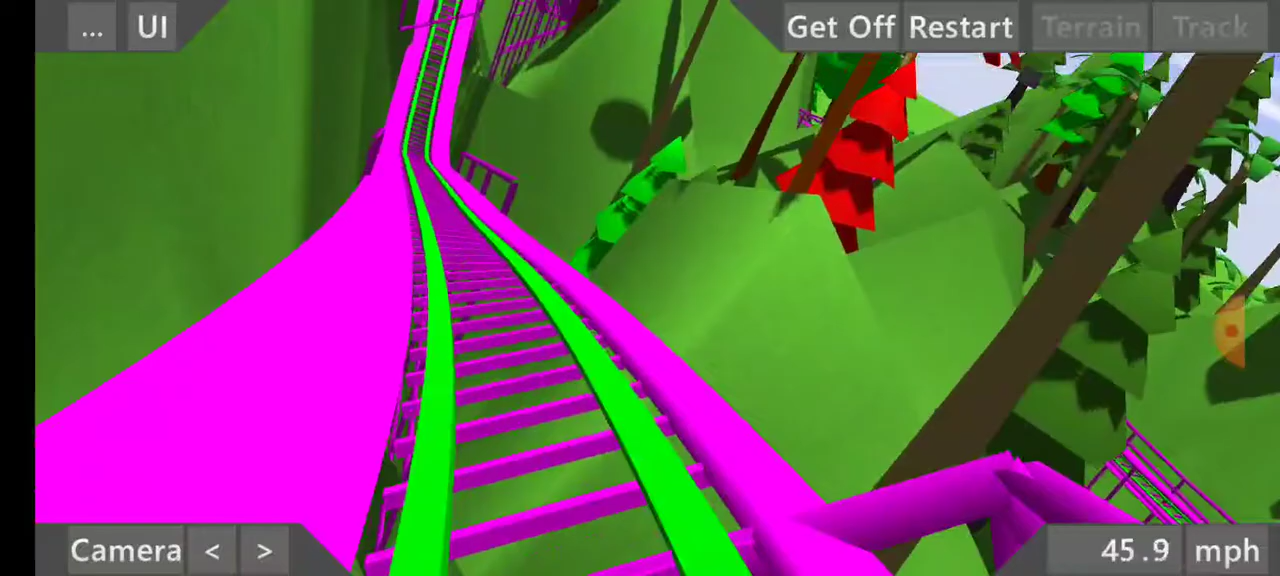 ... UI Get Off Restart Terrain Track
Camera < > 45.9 mph